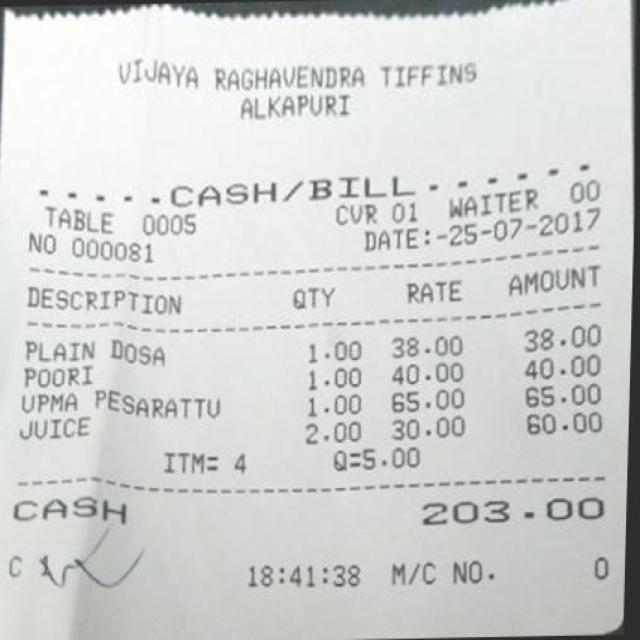 VIJAYA RAGHAVENDRA TIFFINS
ALKAPURI
- - - - -CASH/BILL- - - - - -
TABLE 0005 CVR 01 WAITER 00
NO 000081 DATE:-25-07-2017
DESCRIPTION QTY RATE AMOUNT
PLAIN DOSA 1.00 38.00 38.00
POORI 1.00 40.00 40.00
UPMA PESARATTU 1.00 65.00 65.00
JUICE 2.00 30.00 60.00
ITM= 4 Q=5.00
CASH 203.00
C 18:41:38 M/C NO. 0